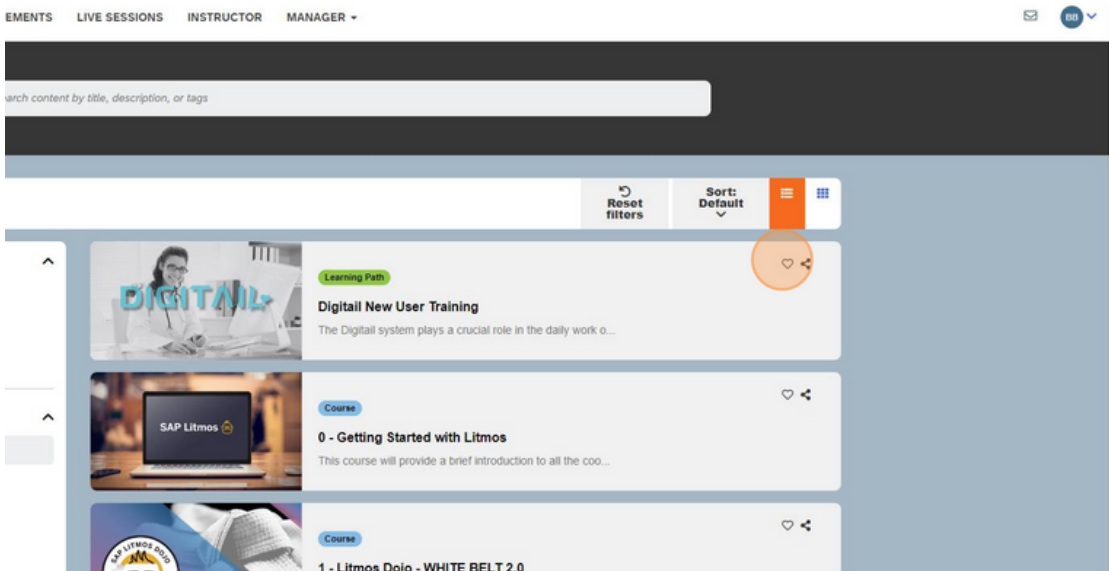 EMENTS LIVE SESSIONS INSTRUCTOR MANAGER
BB
arch content by title, description, or tags
Reset
filters
Sort:
Default
DIGITAIL
Learning Path
Digitail New User Training
The Digitail system plays a crucial role in the daily work o...
SAP Litmos
Course
0 - Getting Started with Litmos
This course will provide a brief introduction to all the coo...
SAP LITMOS DOJO
Course
1 - Litmos Dojo - WHITE BELT 2.0